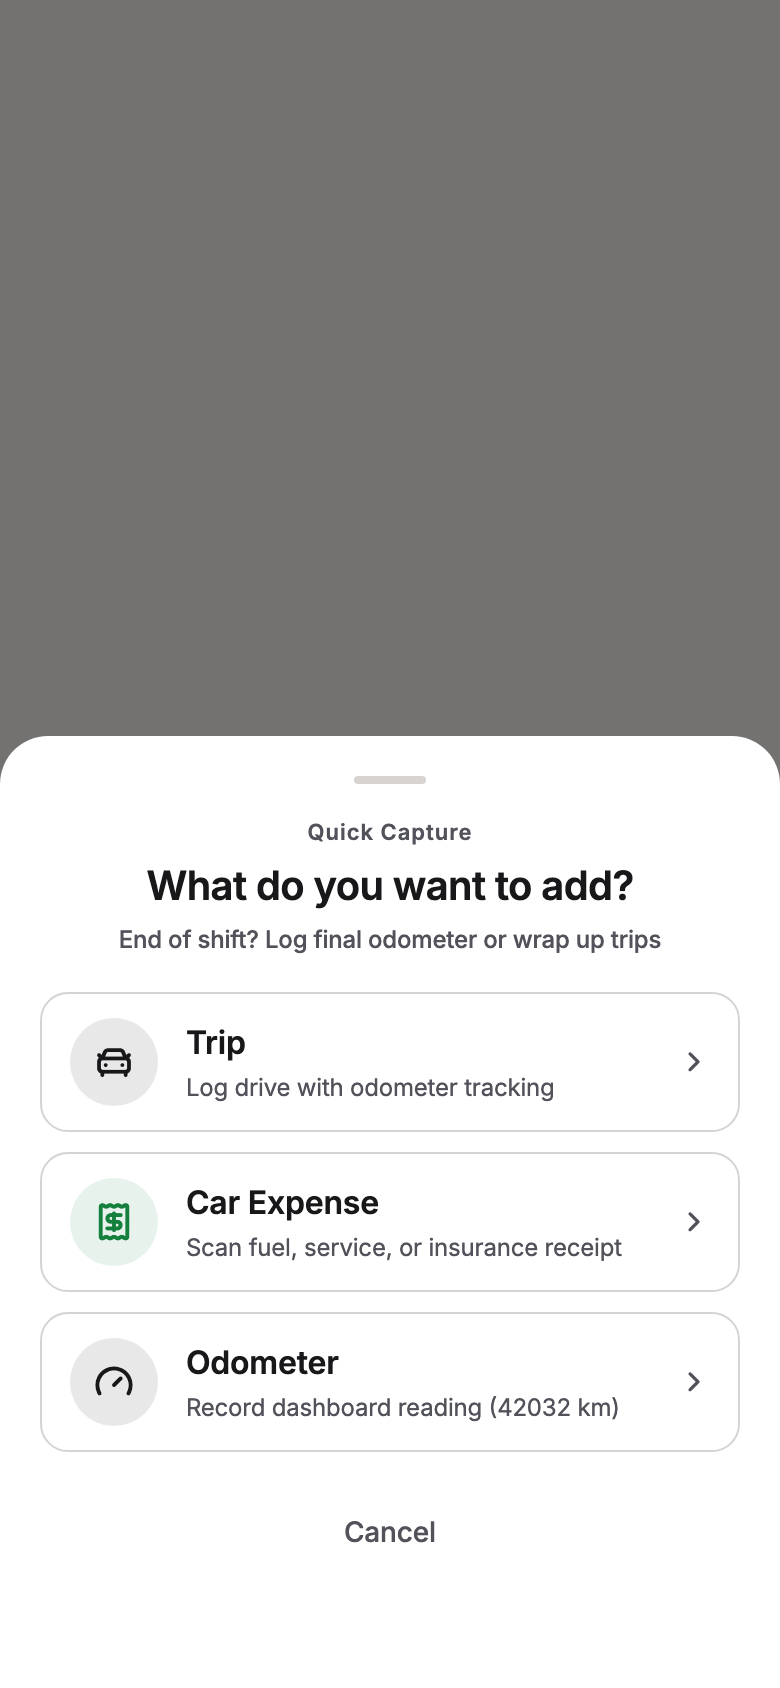 Quick Capture
What do you want to add?
End of shift? Log final odometer or wrap up trips
Trip
Log drive with odometer tracking
Car Expense
Scan fuel, service, or insurance receipt
Odometer
Record dashboard reading (42032 km)
Cancel